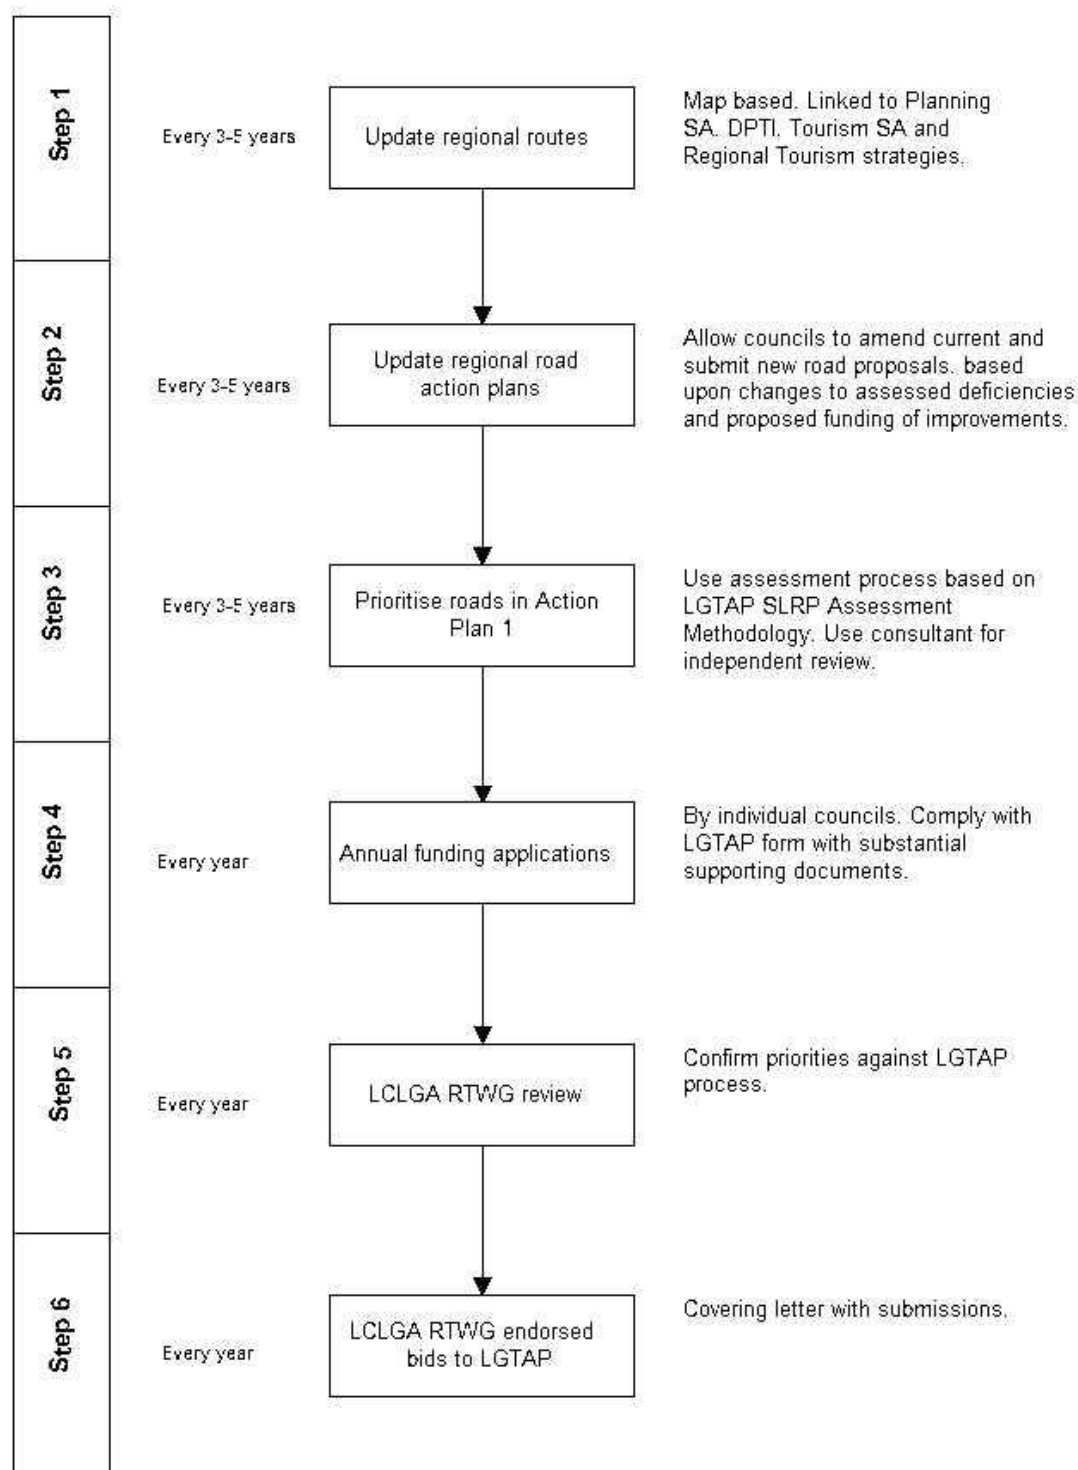 Step 1
Every 3-5 years
Update regional routes
Map based. Linked to Planning
SA. DPTI. Tourism SA and
Regional Tourism strategies.
Step 2
Every 3-5 years
Update regional road
action plans
Allow councils to amend current and
submit new road proposals. based
upon changes to assessed deficiencies
and proposed funding of improvements.
Step 3
Every 3-5 years
Prioritise roads in Action
Plan 1
Use assessment process based on
LGTAP SLRP Assessment
Methodology. Use consultant for
independent review.
Step 4
Every year
Annual funding applications
By individual councils. Comply with
LGTAP form with substantial
supporting documents.
Step 5
Every year
LCLGA RTWG review
Confirm priorities against LGTAP
process.
Step 6
Every year
LCLGA RTWG endorsed
bids to LGTAP
Covering letter with submissions.